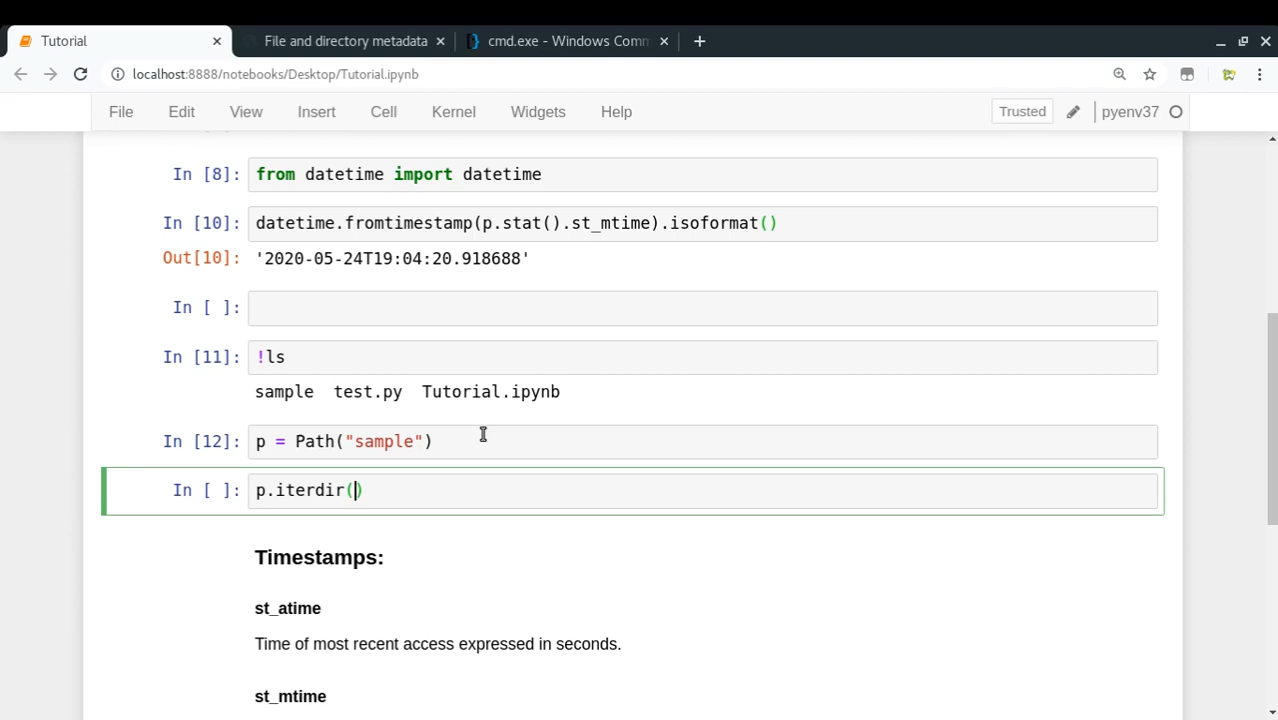 Tutorial
File and directory metadata
cmd.exe - Windows Comm
localhost:8888/notebooks/Desktop/Tutorial.ipynb
File Edit View Insert Cell Kernel Widgets Help Trusted pyenv37
In [8]: from datetime import datetime
In [10]: datetime.fromtimestamp(p.stat().st_mtime).isoformat()
Out[10]: '2020-05-24T19:04:20.918688'
In [ ]:
In [11]: !ls
sample test.py Tutorial.ipynb
In [12]: p = Path("sample")
In [ ]: p.iterdir()
Timestamps:
st_atime
Time of most recent access expressed in seconds.
st_mtime